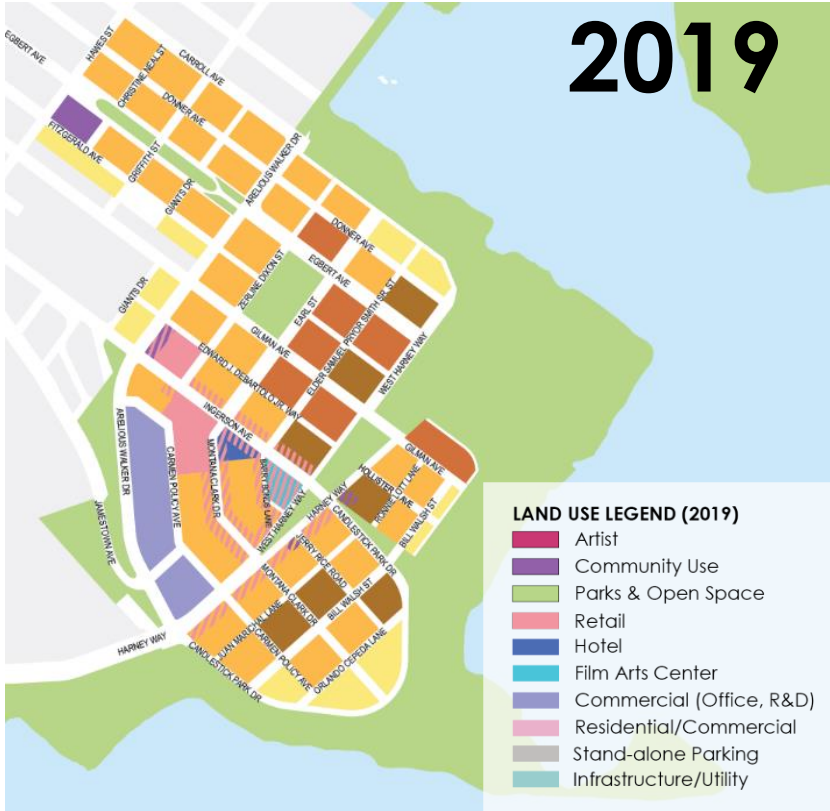 2019
EGBERT AVE
HAWES ST
CARROLL AVE
CHRISTINE NEAL ST
DONNER AVE
FITZGERALD AVE
GRIFFITH ST
GIANTS DR
ARELIOUS WALKER DR
DONNER AVE
EGBERT AVE
ZERLINE DIXON ST
EARL ST
ELDER SAMUEL PRYOR SMITH SR. ST
WEST HARNEY WAY
GIANTS DR
GILMAN AVE
EDWARD J. DEBARTOLO JR. WAY
INGERSON AVE
ARELIOUS WALKER DR
CARMEN POLICY AVE
MONTANA CLARK DR
BARRY BONDS LANE
WEST HARNEY WAY
JAMESTOWN AVE
GILMAN AVE
HOLLISTER AVE
BILL WALSH ST
HARNEY WAY
CANDLESTICK PARK DR
JERRY RICE ROAD
MONTANA CLARK DR
BILL WALSH ST
JUAN MARICHAL LANE
CARMEN POLICY AVE
ORLANDO CEPEDA LANE
HARNEY WAY
CANDLESTICK PARK DR
LAND USE LEGEND (2019)
Artist
Community Use
Parks & Open Space
Retail
Hotel
Film Arts Center
Commercial (Office, R&D)
Residential/Commercial
Stand-alone Parking
Infrastructure/Utility